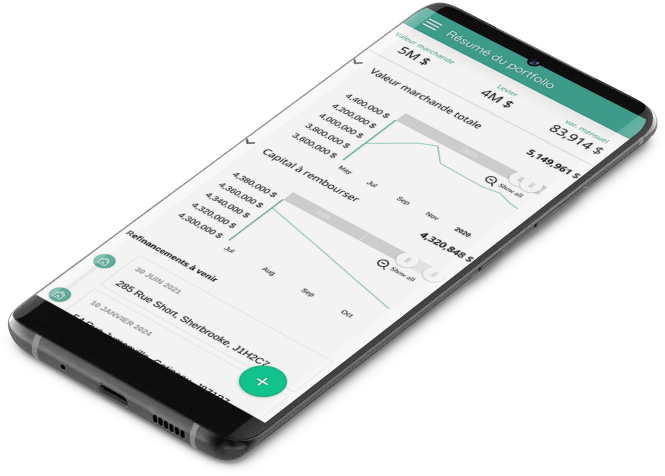 Résumé du portfolio
Valeur marchande
5M $
Levier
4M $
var. mensuel
83,914 $
Valeur marchande totale
5,149,961 $
4,400,000 $
4,200,000 $
4,000,000 $
3,800,000 $
3,600,000 $
May
Jul
Sep
Nov
2020
Show all
Capital à rembourser
4,320,848 $
4,380,000 $
4,360,000 $
4,340,000 $
4,320,000 $
4,300,000 $
2021
Jul
Aug
Sep
Oct
Show all
Refinancements à venir
30 JUIN 2021
285 Rue Short, Sherbrooke, J1H2C7
10 JANVIER 2024